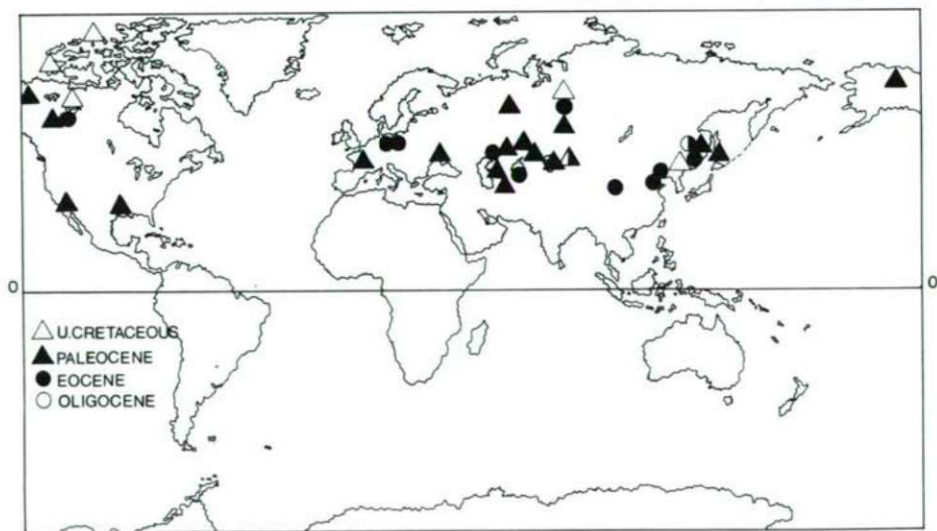 0 0
U.CRETACEOUS
PALEOCENE
EOCENE
OLIGOCENE